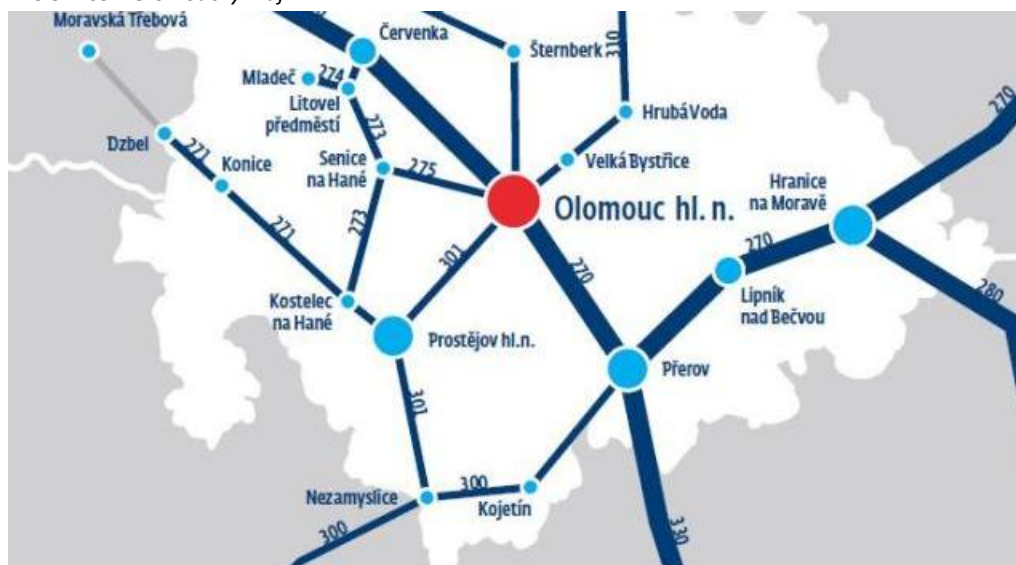 Moravská Třebová
Červenka
Šternberk
310
270
Mladeč
274
Litovel
předměstí
Hrubá Voda
273
Dzbel
271
Konice
Senice
na Hané
275
Velká Bystřice
Hranice
na Moravě
Olomouc hl. n.
271
273
301
270
270
280
Lipník
nad Bečvou
Kostelec
na Hané
Prostějov hl.n.
Přerov
301
Nezamyslice
300
Kojetín
300
330